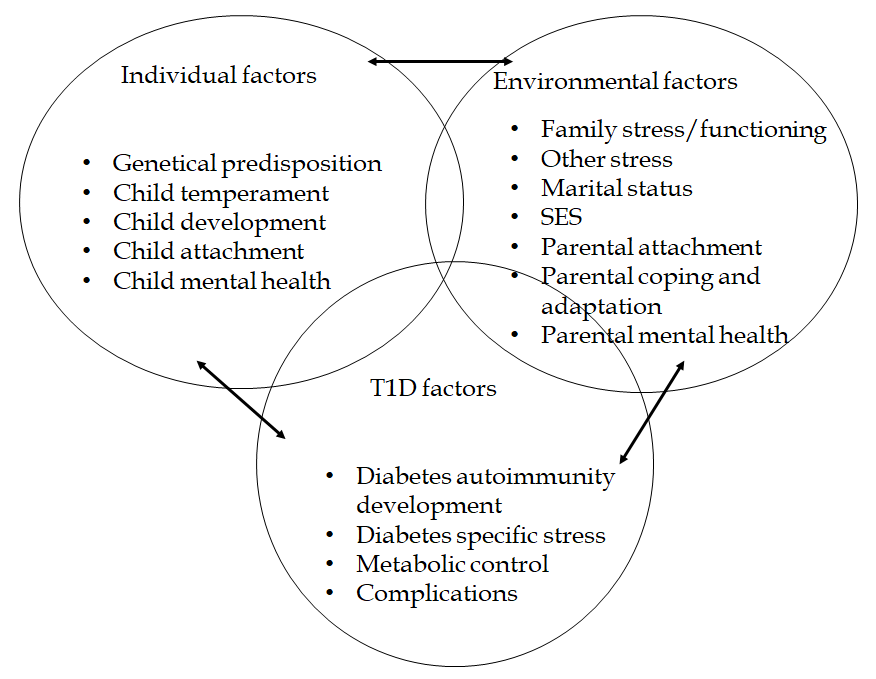 Individual factors
• Genetical predisposition
• Child temperament
• Child development
• Child attachment
• Child mental health
Environmental factors
• Family stress/functioning
• Other stress
• Marital status
• SES
• Parental attachment
• Parental coping and
adaptation
• Parental mental health
T1D factors
• Diabetes autoimmunity
development
• Diabetes specific stress
• Metabolic control
• Complications